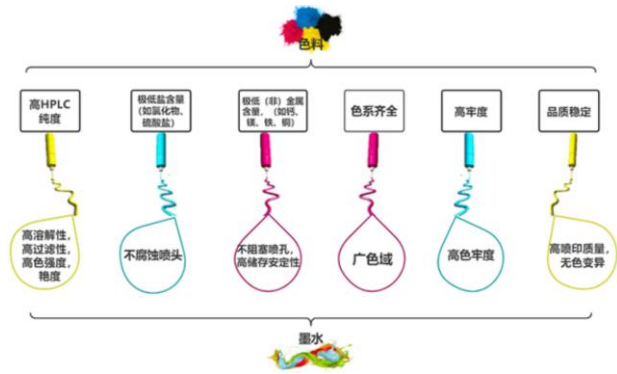 色料
高HPLC
纯度
极低盐含量
（如氯化物、
硫酸盐）
极低（非）金属
含量，（如钙、
镁、铁、铜）
色系齐全
高牢度
品质稳定
高溶解性，
高过滤性，
高色强度，
艳度
不腐蚀喷头
不阻塞喷孔，
高储存安定性
广色域
高色牢度
高喷印质量，
无色变异
墨水